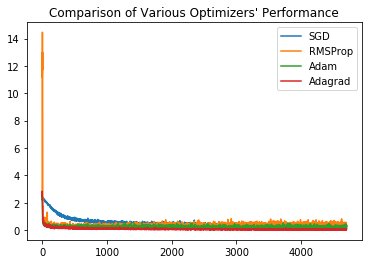 Comparison of Various Optimizers' Performance
14
12
10
8
6
4
2
0
SGD
RMSProp
Adam
Adagrad
0
1000
2000
3000
4000